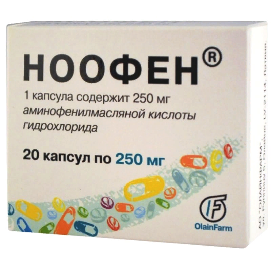 НООФЕН®
1 капсула содержит 250 мг
аминофенилмасляной кислоты
гидрохлорида
20 капсул по 250 мг
OlainFarm